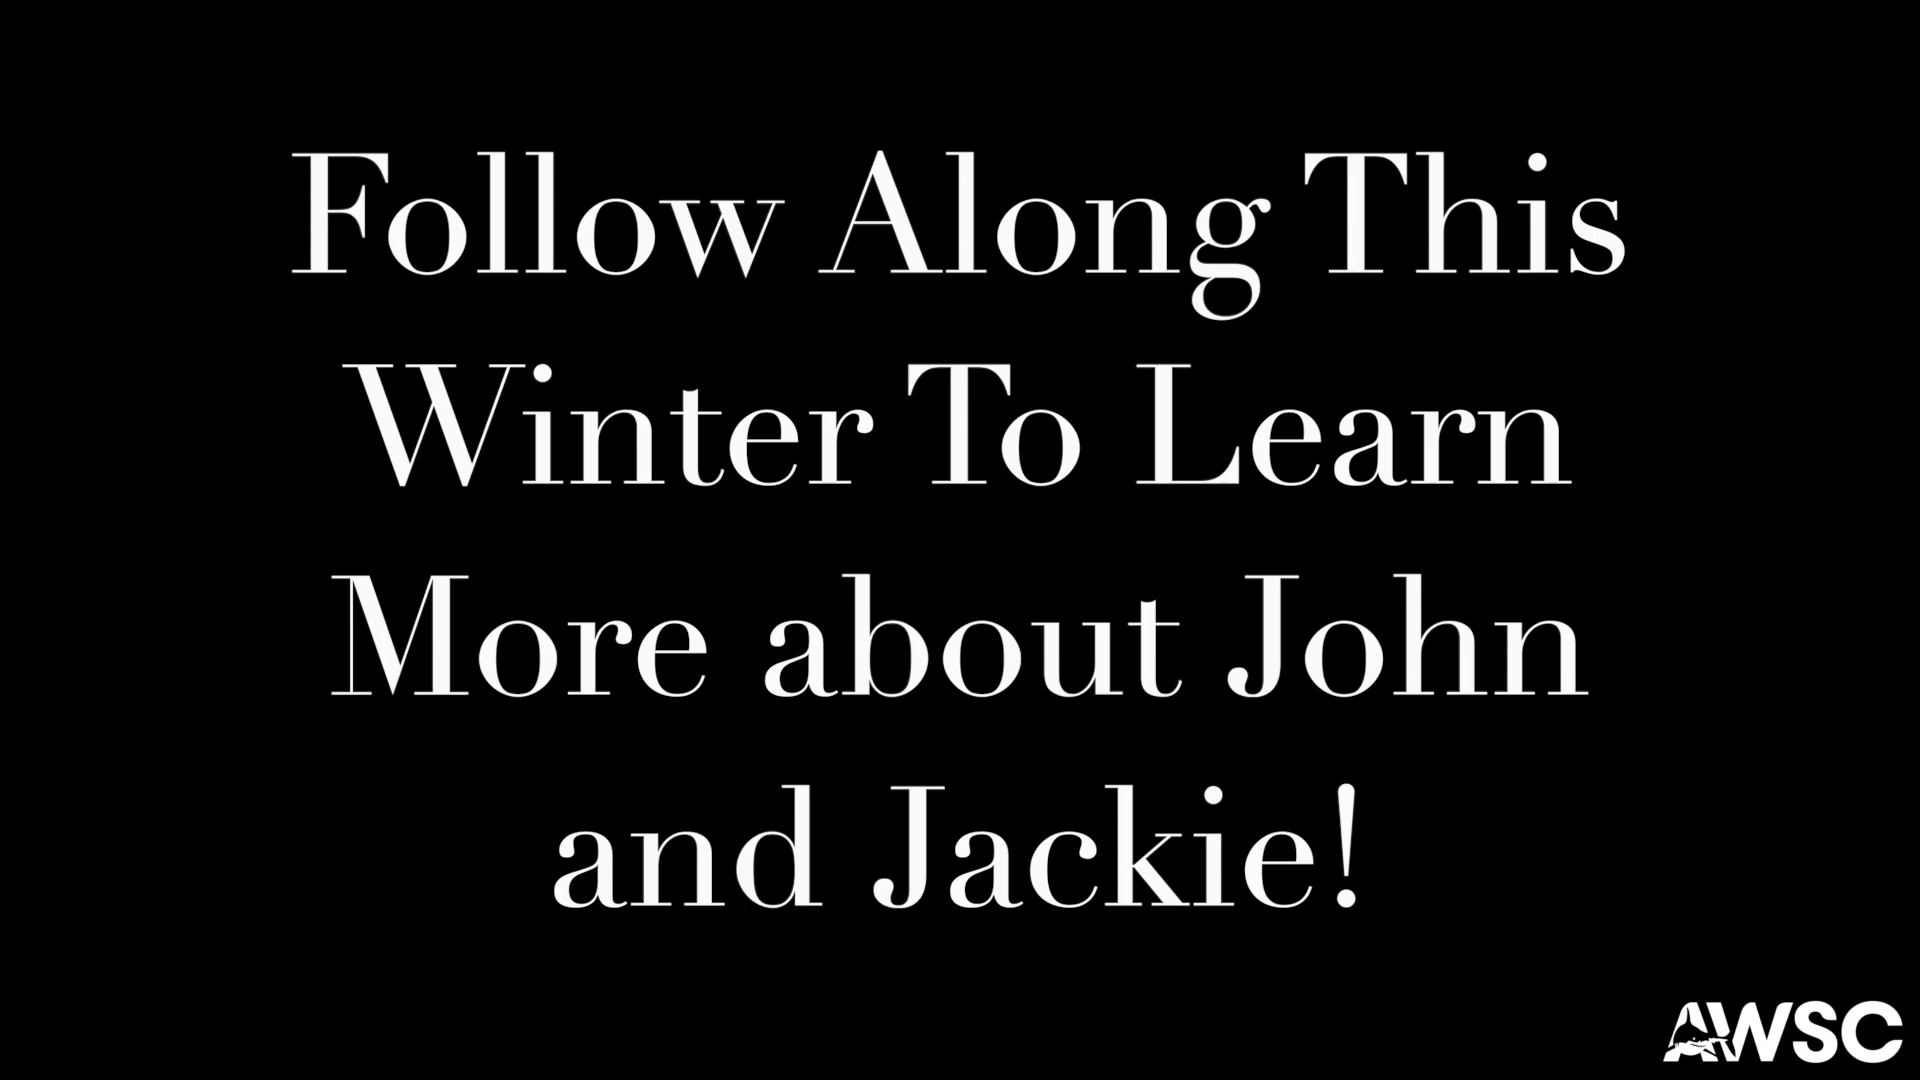 Follow Along This
Winter To Learn
More about John
and Jackie!
AWSC